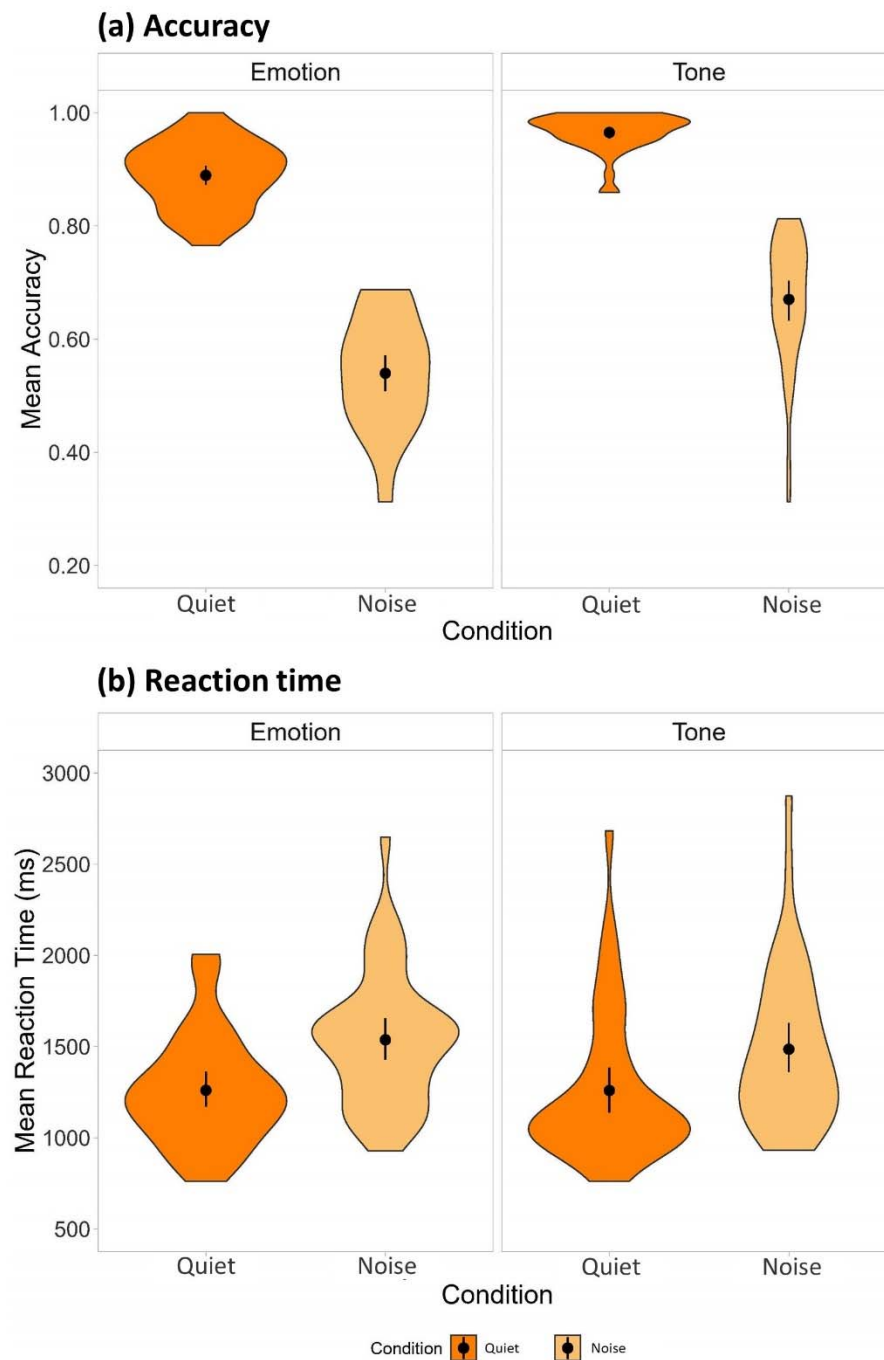 (a) Accuracy
Emotion
Tone
Mean Accuracy
1.00
0.80
0.60
0.40
0.20
Quiet
Noise
Quiet
Noise
Condition
(b) Reaction time
Emotion
Tone
Mean Reaction Time (ms)
3000
2500
2000
1500
1000
500
Quiet
Noise
Quiet
Noise
Condition
Condition Quiet Noise